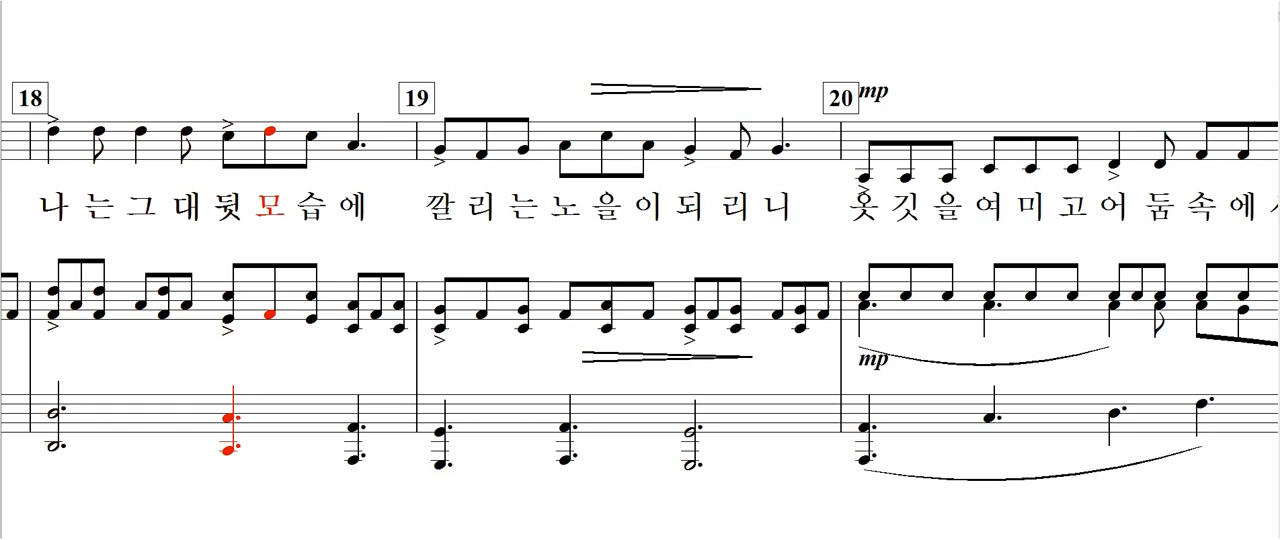 18 19 20 mp
나 는 그 대 뒷 모 습 에 깔 리 는 노 을 이 되 리 니 옷 깃 을 여 미 고 어 둠 속 에
mp